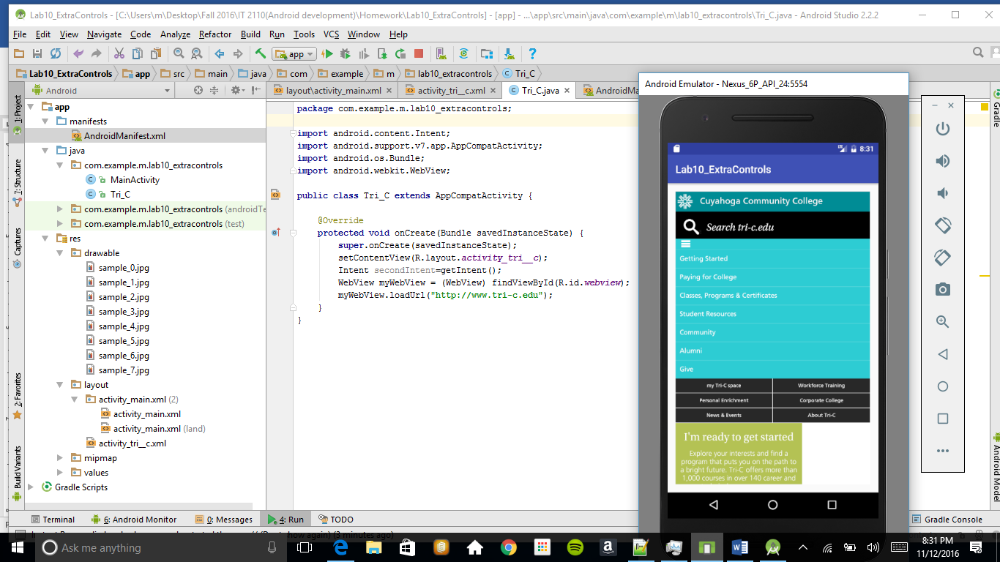 Lab10_ExtraControls - [C:\Users\m\Desktop\Fall 2016\IT 2110(Android development)\Homework\Lab10_ExtraControls] - [app] - ...\app\src\main\java\com\example\m\lab10_extracontrols\Tri_C.java - Android Studio 2.2.2
File Edit View Navigate Code Analyze Refactor Build Run Tools VCS Window Help
app
Lab10_ExtraControls app src main java com example m lab10_extracontrols Tri_C
Android
layout\activity_main.xml activity_tri__c.xml Tri_C.java AndroidMa
1: Project
7: Structure
Captures
2: Favorites
Build Variants
app
manifests
AndroidManifest.xml
java
com.example.m.lab10_extracontrols
MainActivity
Tri_C
com.example.m.lab10_extracontrols (androidTe
com.example.m.lab10_extracontrols (test)
res
drawable
sample_0.jpg
sample_1.jpg
sample_2.jpg
sample_3.jpg
sample_4.jpg
sample_5.jpg
sample_6.jpg
sample_7.jpg
layout
activity_main.xml (2)
activity_main.xml
activity_main.xml (land)
activity_tri__c.xml
mipmap
values
Gradle Scripts
package com.example.m.lab10_extracontrols;
import android.content.Intent;
import android.support.v7.app.AppCompatActivity;
import android.os.Bundle;
import android.webkit.WebView;
public class Tri_C extends AppCompatActivity {
@Override
protected void onCreate(Bundle savedInstanceState) {
super.onCreate(savedInstanceState);
setContentView(R.layout.activity_tri__c);
Intent secondIntent=getIntent();
WebView myWebView = (WebView) findViewById(R.id.webview);
myWebView.loadUrl("http://www.tri-c.edu");
}
}
Android Emulator - Nexus_6P_API_24:5554
8:31
Lab10_ExtraControls
Cuyahoga Community College
Search tri-c.edu
Getting Started
Paying for College
Classes, Programs & Certificates
Student Resources
Community
Alumni
Give
my Tri-C space Workforce Training
Personal Enrichment Corporate College
News & Events About Tri-C
I'm ready to get started
Explore your interests and find a
program that puts you on the path to
a bright future. Tri-C offers more than
1,000 courses in over 140 career and
Gradle
Android Model
Terminal 6: Android Monitor 0: Messages 4: Run TODO
Gradle Console
show again) (3 minutes ago)
Ask me anything
8:31 PM
11/12/2016